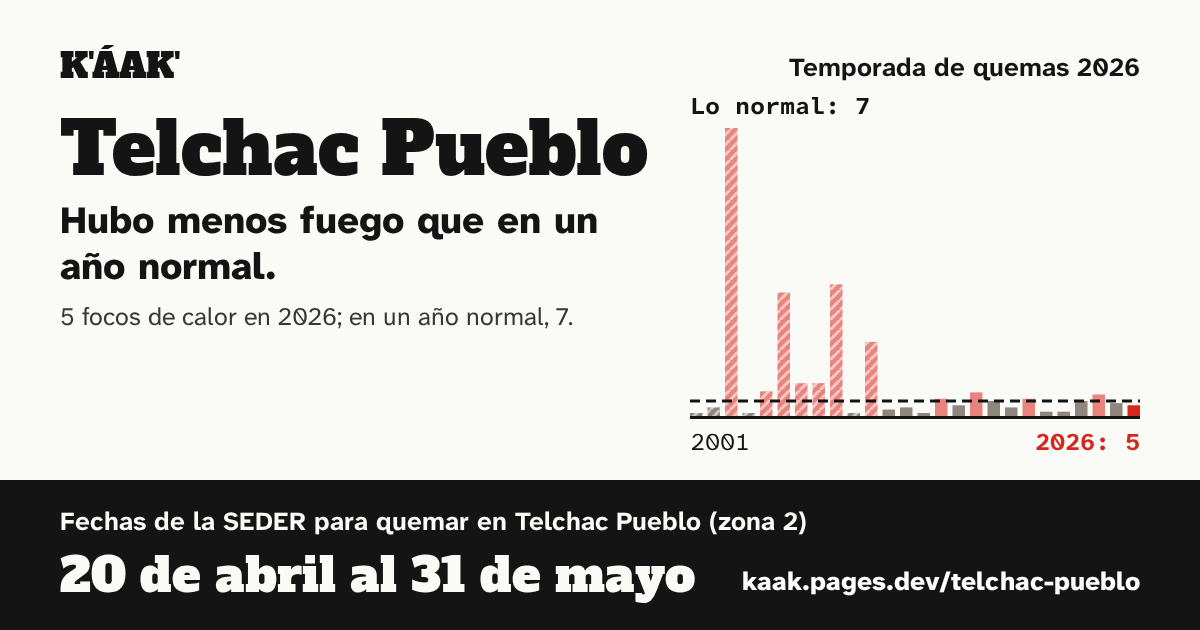 K'ÁAK'
Temporada de quemas 2026
Telchac Pueblo
Hubo menos fuego que en un
año normal.
5 focos de calor en 2026; en un año normal, 7.
Lo normal: 7
2001
2026: 5
Fechas de la SEDER para quemar en Telchac Pueblo (zona 2)
20 de abril al 31 de mayo
kaak.pages.dev/telchac-pueblo